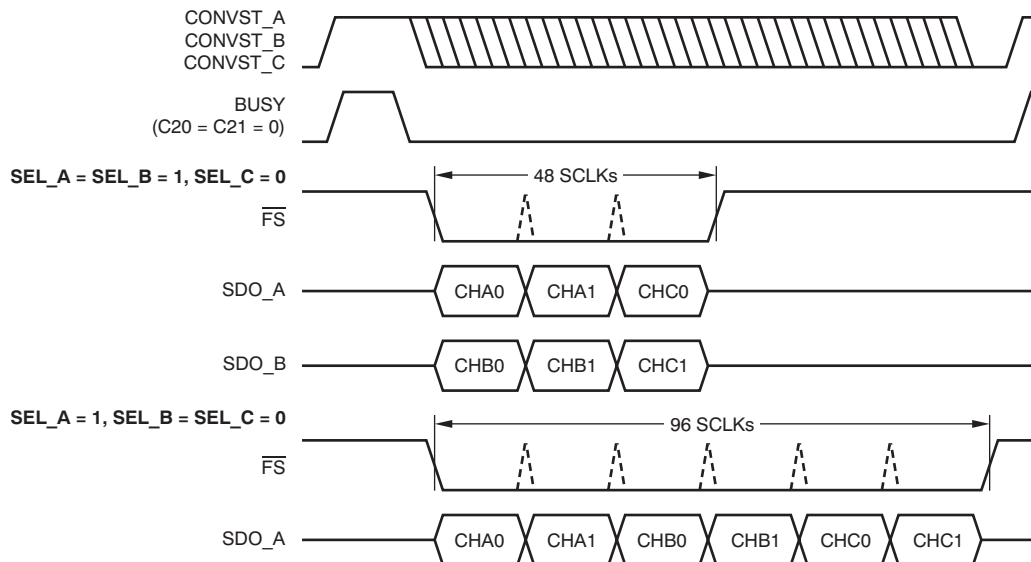 CONVST_A
CONVST_B
CONVST_C
BUSY
(C20 = C21 = 0)
SEL_A = SEL_B = 1, SEL_C = 0
48 SCLKs
FS
SDO_A
CHA0 CHA1 CHC0
SDO_B
CHB0 CHB1 CHC1
SEL_A = 1, SEL_B = SEL_C = 0
96 SCLKs
FS
SDO_A
CHA0 CHA1 CHB0 CHB1 CHC0 CHC1